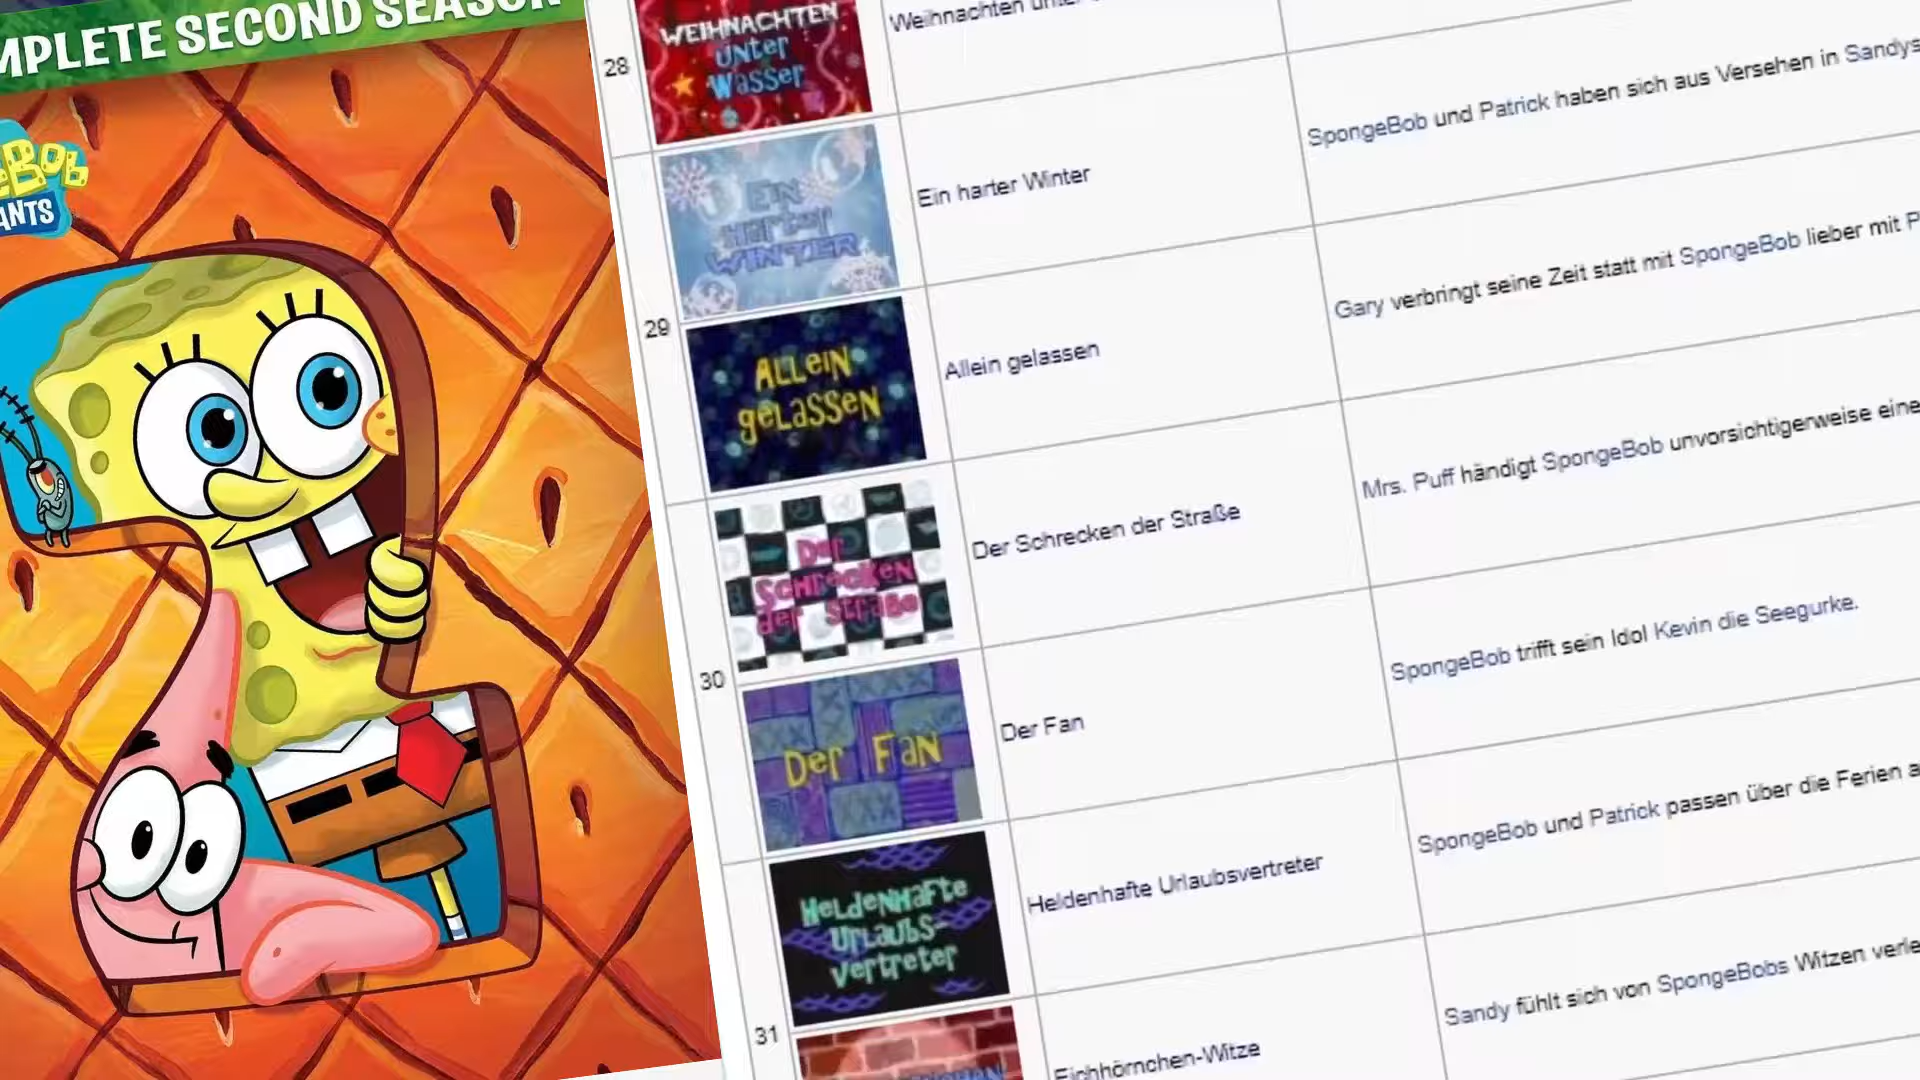 MPLETE SECOND SEASON
eBob
ANTS
28
WEIHNACHTEN
unter
Wasser
Weihnachten
EIN
Harter
WINTER
Ein harter Winter
SpongeBob und Patrick haben sich aus Versehen in Sandys
29
ALLEIN
gelassen
Allein gelassen
Gary verbringt seine Zeit statt mit SpongeBob lieber mit P
Der
Schrecken
der Straße
Der Schrecken der Straße
Mrs. Puff händigt SpongeBob unvorsichtigerweise eine
30
Der Fan
Der Fan
SpongeBob trifft sein Idol Kevin die Seegurke.
Heldenhafte
Urlaubs-
vertreter
Heldenhafte Urlaubsvertreter
SpongeBob und Patrick passen über die Ferien a
31
Eichhörnchen-Witze
Sandy fühlt sich von SpongeBobs Witzen verle